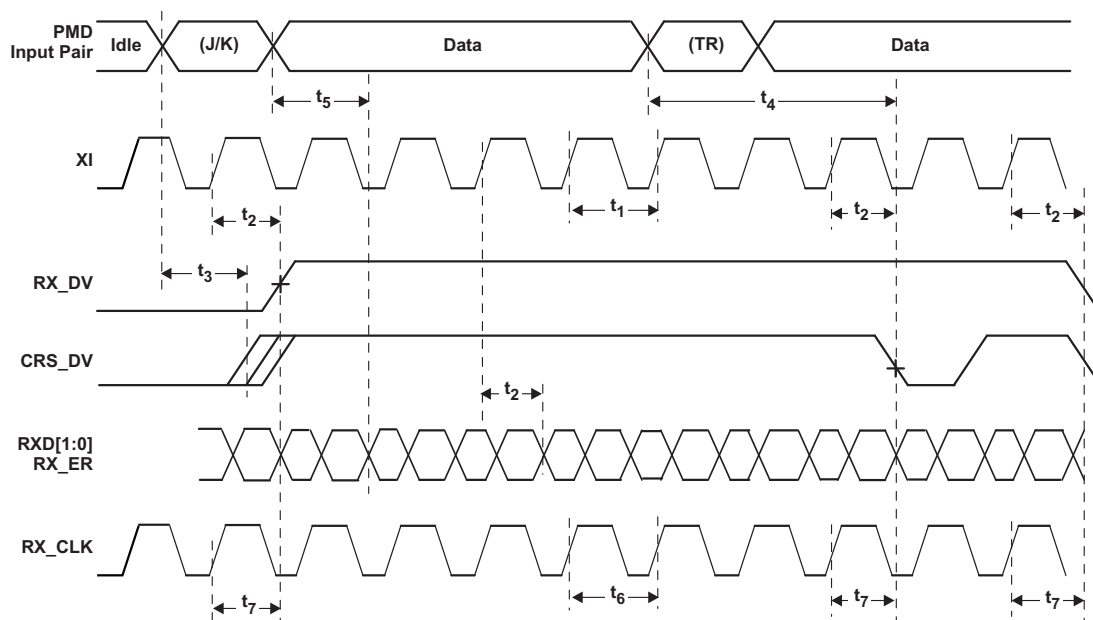 PMD
Input Pair
Idle
(J/K)
Data
(TR)
Data
t5
t4
XI
t2
t1
t2
t2
t3
RX_DV
CRS_DV
t2
RXD[1:0]
RX_ER
RX_CLK
t7
t6
t7
t7